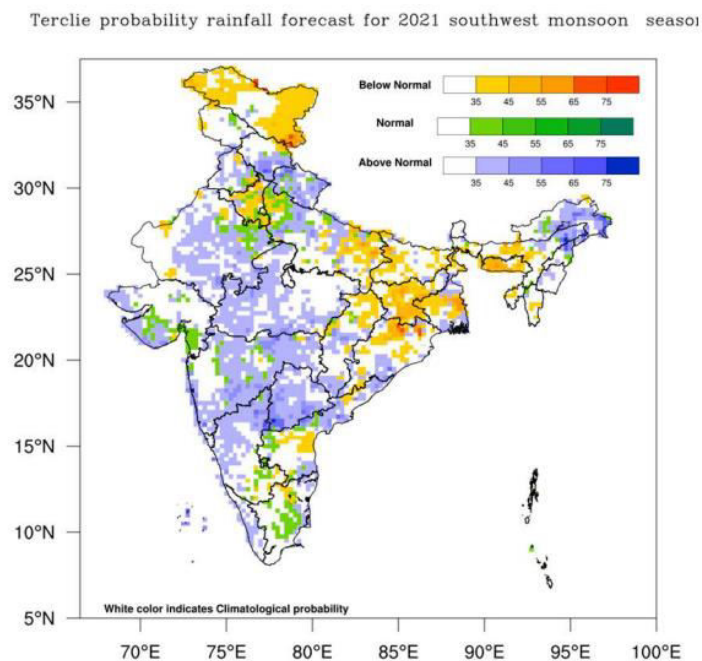 Terclie probability rainfall forecast for 2021 southwest monsoon seaso
Below Normal
35 45 55 65 75
Normal
35 45 55 65 75
Above Normal
35 45 55 65 75
35°N
30°N
25°N
20°N
15°N
10°N
5°N
White color indicates Climatological probability
70°E 75°E 80°E 85°E 90°E 95°E 100°E